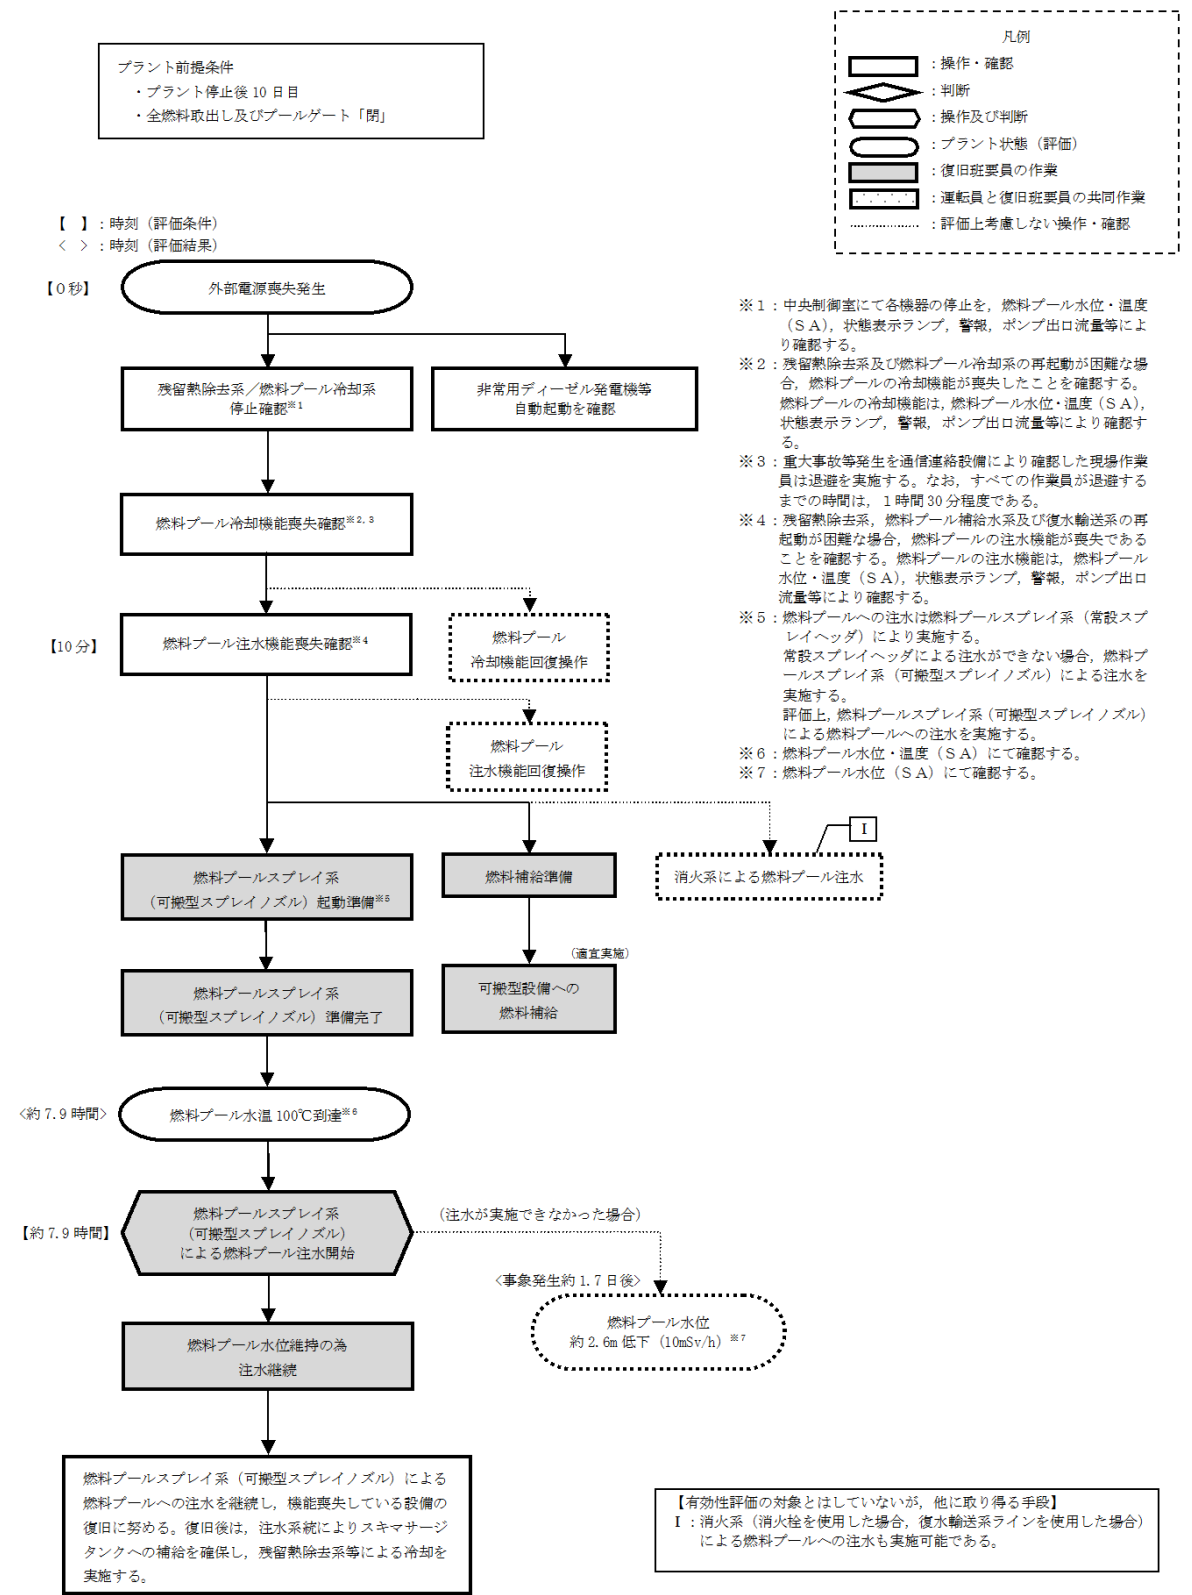 プラント前提条件
・プラント停止後 10 日目
・全燃料取出し及びプールゲート「閉」
凡例
：操作・確認
：判断
：操作及び判断
：プラント状態（評価）
：復旧班要員の作業
：運転員と復旧班要員の共同作業
：評価上考慮しない操作・確認
【　】：時刻（評価条件）
＜　＞：時刻（評価結果）
【0 秒】
外部電源喪失発生
残留熱除去系／燃料プール冷却系
停止確認※1
非常用ディーゼル発電機等
自動起動を確認
燃料プール冷却機能喪失確認※2, 3
【10 分】
燃料プール注水機能喪失確認※4
燃料プール
冷却機能回復操作
燃料プール
注水機能回復操作
I
燃料プールスプレイ系
（可搬型スプレイノズル）起動準備※5
燃料補給準備
消火系による燃料プール注水
燃料プールスプレイ系
（可搬型スプレイノズル）準備完了
（適宜実施）
可搬型設備への
燃料補給
＜約 7.9 時間＞
燃料プール水温 100℃到達※6
【約 7.9 時間】
燃料プールスプレイ系
（可搬型スプレイノズル）
による燃料プール注水開始
（注水が実施できなかった場合）
＜事象発生約 1.7 日後＞
燃料プール水位
約 2.6m 低下（10mSv/h）※7
燃料プール水位維持の為
注水継続
燃料プールスプレイ系（可搬型スプレイノズル）による
燃料プールへの注水を継続し，機能喪失している設備の
復旧に努める。復旧後は，注水系統によりスキマサージ
タンクへの補給を確保し，残留熱除去系等による冷却を
実施する。
※１：中央制御室にて各機器の停止を，燃料プール水位・温度
（ＳＡ），状態表示ランプ，警報，ポンプ出口流量等によ
り確認する。
※２：残留熱除去系及び燃料プール冷却系の再起動が困難な場
合，燃料プールの冷却機能が喪失したことを確認する。
燃料プールの冷却機能は，燃料プール水位・温度（ＳＡ），
状態表示ランプ，警報，ポンプ出口流量等により確認す
る。
※３：重大事故等発生を通信連絡設備により確認した現場作業
員は退避を実施する。なお，すべての作業員が退避する
までの時間は，１時間 30 分程度である。
※４：残留熱除去系，燃料プール補給水系及び復水輸送系の再
起動が困難な場合，燃料プールの注水機能が喪失である
ことを確認する。燃料プールの注水機能は，燃料プール
水位・温度（ＳＡ），状態表示ランプ，警報，ポンプ出口
流量等により確認する。
※５：燃料プールへの注水は燃料プールスプレイ系（常設スプ
レイヘッダ）により実施する。
常設スプレイヘッダによる注水ができない場合，燃料プ
ールスプレイ系（可搬型スプレイノズル）による注水を
実施する。
評価上，燃料プールスプレイ系（可搬型スプレイノズル）
による燃料プールへの注水を実施する。
※６：燃料プール水位・温度（ＳＡ）にて確認する。
※７：燃料プール水位（ＳＡ）にて確認する。
【有効性評価の対象とはしていないが，他に取り得る手段】
I ：消火系（消火栓を使用した場合，復水輸送系ラインを使用した場合）
による燃料プールへの注水も実施可能である。